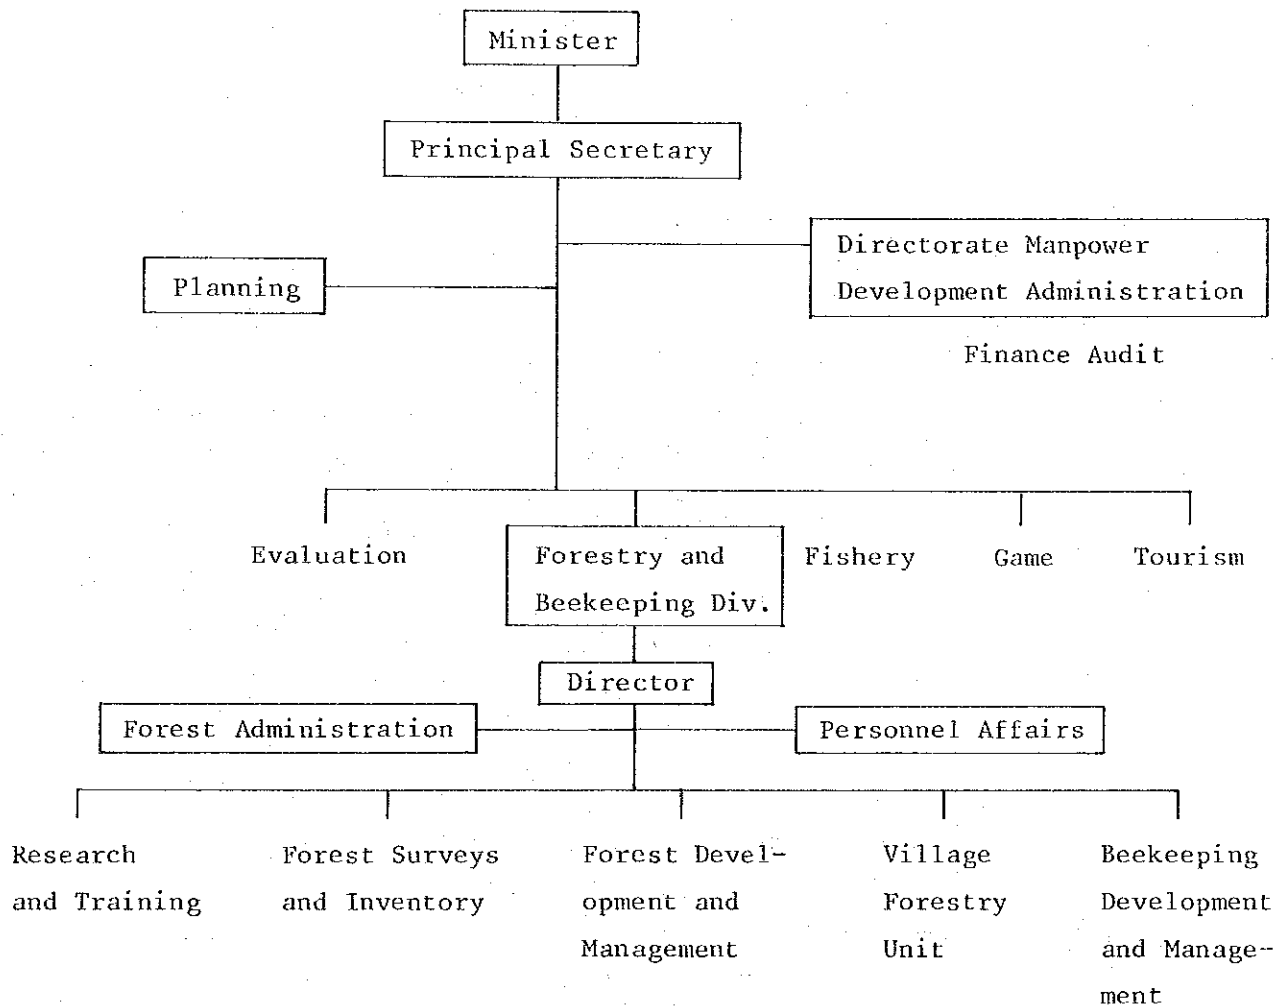 Minister
Principal Secretary
Directorate Manpower
Development Administration
Planning
Finance Audit
Evaluation
Forestry and
Beekeeping Div.
Fishery
Game
Tourism
Director
Forest Administration
Personnel Affairs
Research
and Training
Forest Surveys
and Inventory
Forest Devel-
opment and
Management
Village
Forestry
Unit
Beekeeping
Development
and Manage-
ment